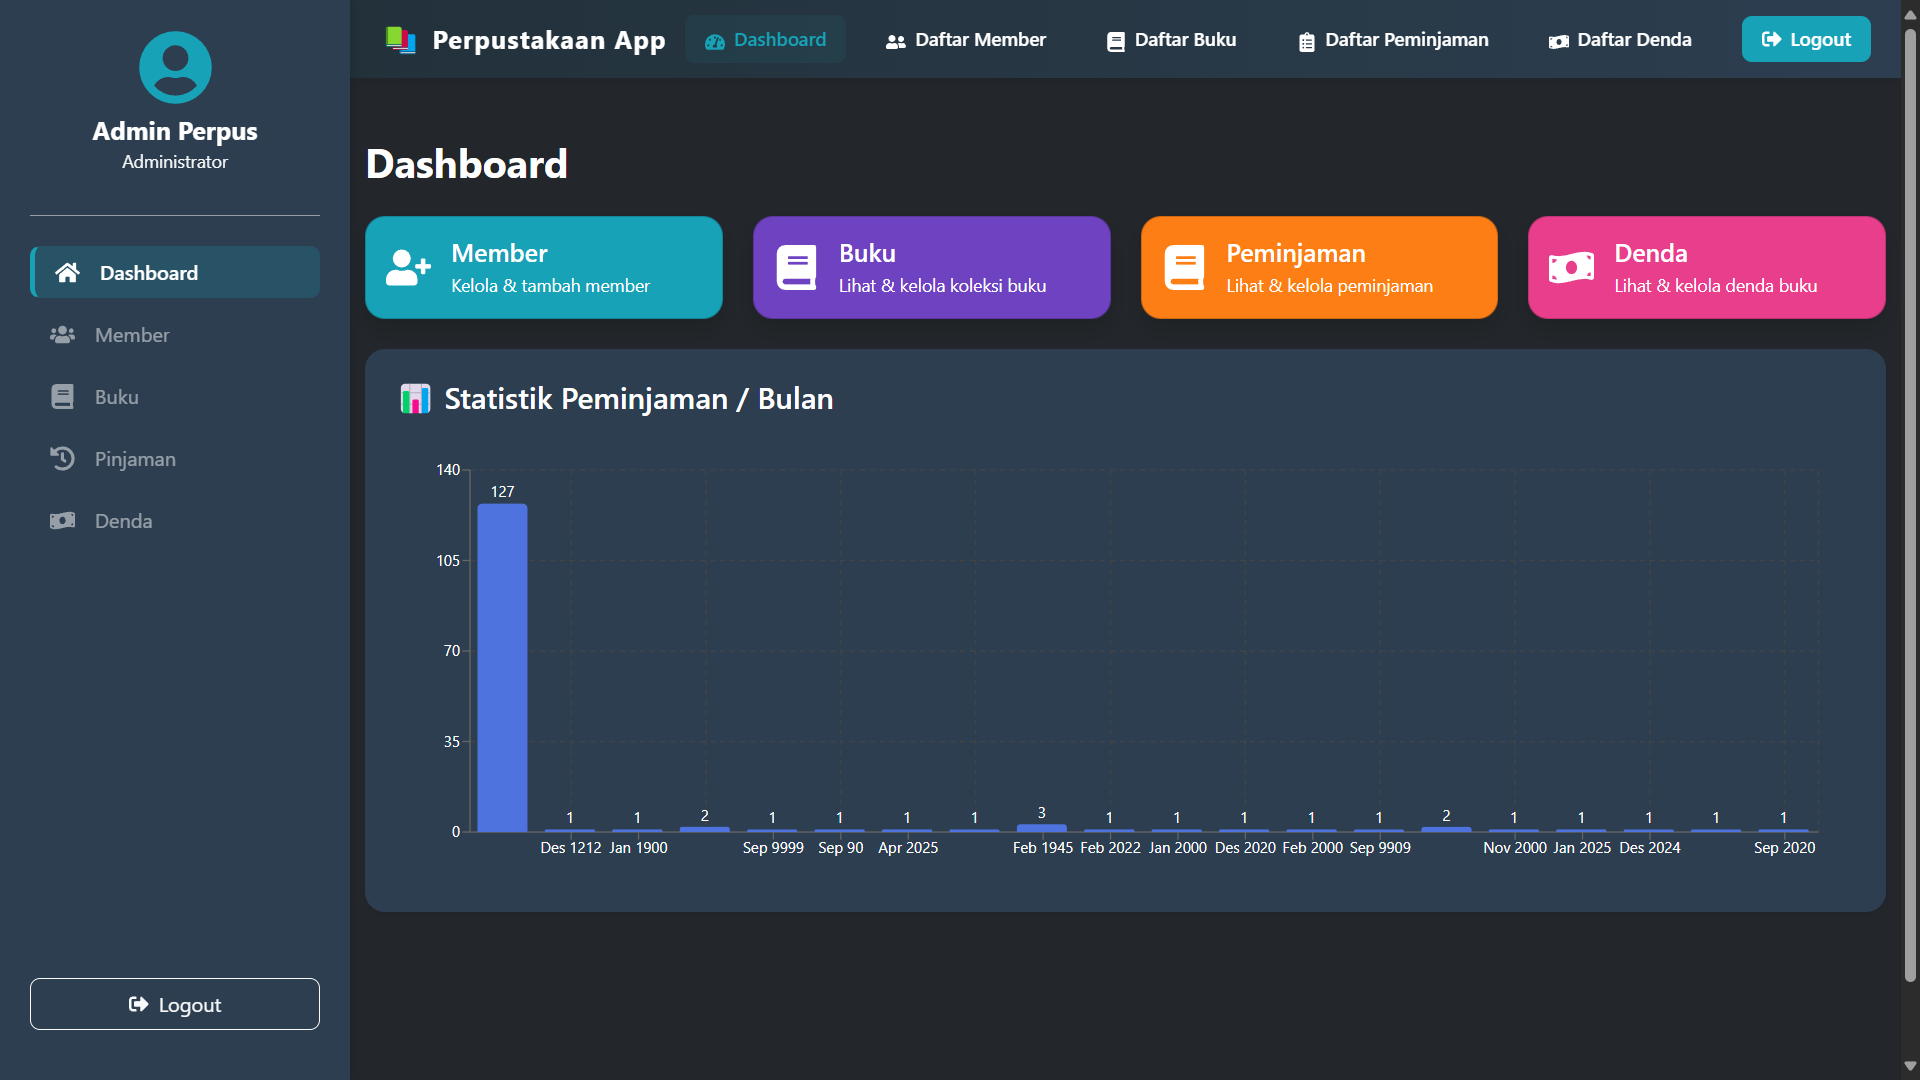 Admin Perpus
Administrator
Dashboard
Member
Buku
Pinjaman
Denda
Logout
Perpustakaan App
Dashboard
Daftar Member
Daftar Buku
Daftar Peminjaman
Daftar Denda
Logout
Dashboard
Member
Kelola & tambah member
Buku
Lihat & kelola koleksi buku
Peminjaman
Lihat & kelola peminjaman
Denda
Lihat & kelola denda buku
Statistik Peminjaman / Bulan
140
105
70
35
0
127 1 1 2 1 1 1 1 3 1 1 1 1 1 2 1 1 1 1 1
Des 1212 Jan 1900 Sep 9999 Sep 90 Apr 2025 Feb 1945 Feb 2022 Jan 2000 Des 2020 Feb 2000 Sep 9909 Nov 2000 Jan 2025 Des 2024 Sep 2020